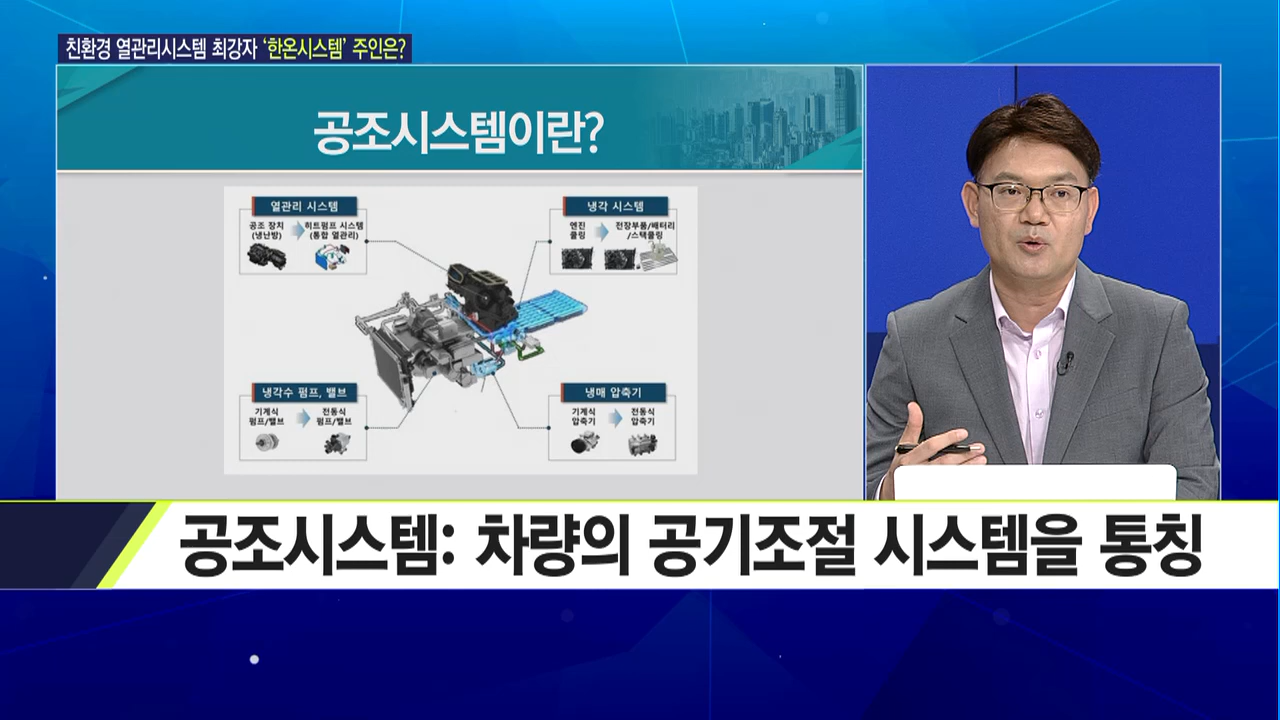 친환경 열관리시스템 최강자 ‘한온시스템’ 주인은?
공조시스템이란?
열관리 시스템
공조 장치
(냉난방)
히트펌프 시스템
(통합 열관리)
냉각 시스템
엔진
쿨링
전장부품/배터리
/스택쿨링
냉각수 펌프, 밸브
기계식
펌프/밸브
전동식
펌프/밸브
냉매 압축기
기계식
압축기
전동식
압축기
공조시스템: 차량의 공기조절 시스템을 통칭